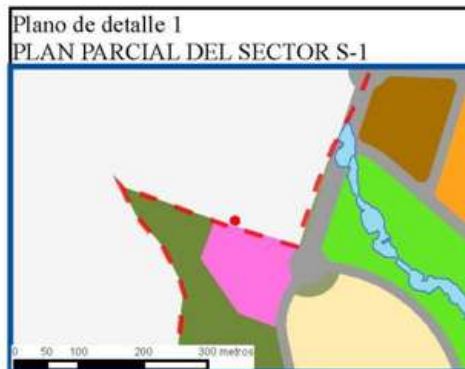 Plano de detalle 1
PLAN PARCIAL DEL SECTOR S-1
0 50 100 200 300 metros